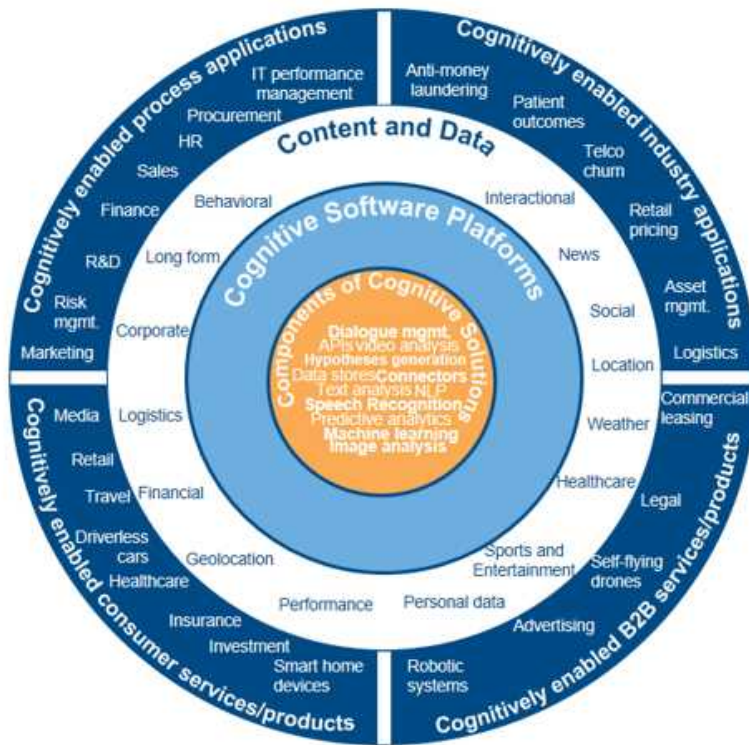 Cognitively enabled process applications
IT performance
management
Procurement
HR
Sales
Finance
R&D
Risk
mgmt.
Marketing
Cognitively enabled industry applications
Anti-money
laundering
Patient
outcomes
Telco
churn
Retail
pricing
Asset
mgmt.
Logistics
Content and Data
Behavioral
Long form
Corporate
Logistics
Financial
Geolocation
Performance
Personal data
Sports and
Entertainment
Healthcare
Weather
Location
Social
News
Interactional
Cognitive Software Platforms
Components of Cognitive Solutions
Dialogue mgmt.
APIs video analysis
Hypotheses generation
Data stores Connectors
Text analysis NLP
Speech Recognition
Predictive analytics
Machine learning
Image analysis
Cognitively enabled consumer services/products
Media
Retail
Travel
Driverless
cars
Healthcare
Insurance
Investment
Smart home
devices
Cognitively enabled B2B services/products
Commercial
leasing
Legal
Self-flying
drones
Advertising
Robotic
systems